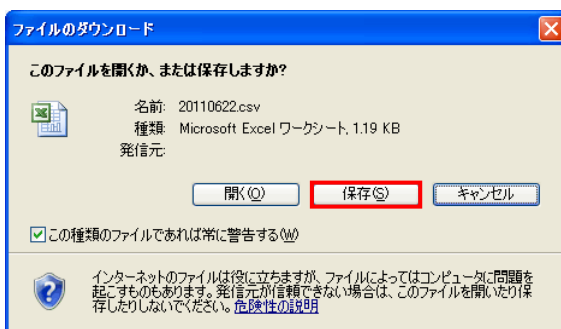 ファイルのダウンロード
このファイルを開くか、または保存しますか?
名前: 20110622.csv
種類: Microsoft Excel ワークシート, 1.19 KB
発信元:
開く(O) 保存(S) キャンセル
この種類のファイルであれば常に警告する(W)
インターネットのファイルは役に立ちますが、ファイルによってはコンピュータに問題を
起こすものもあります。発信元が信頼できない場合は、このファイルを開いたり保
存したりしないでください。危険性の説明